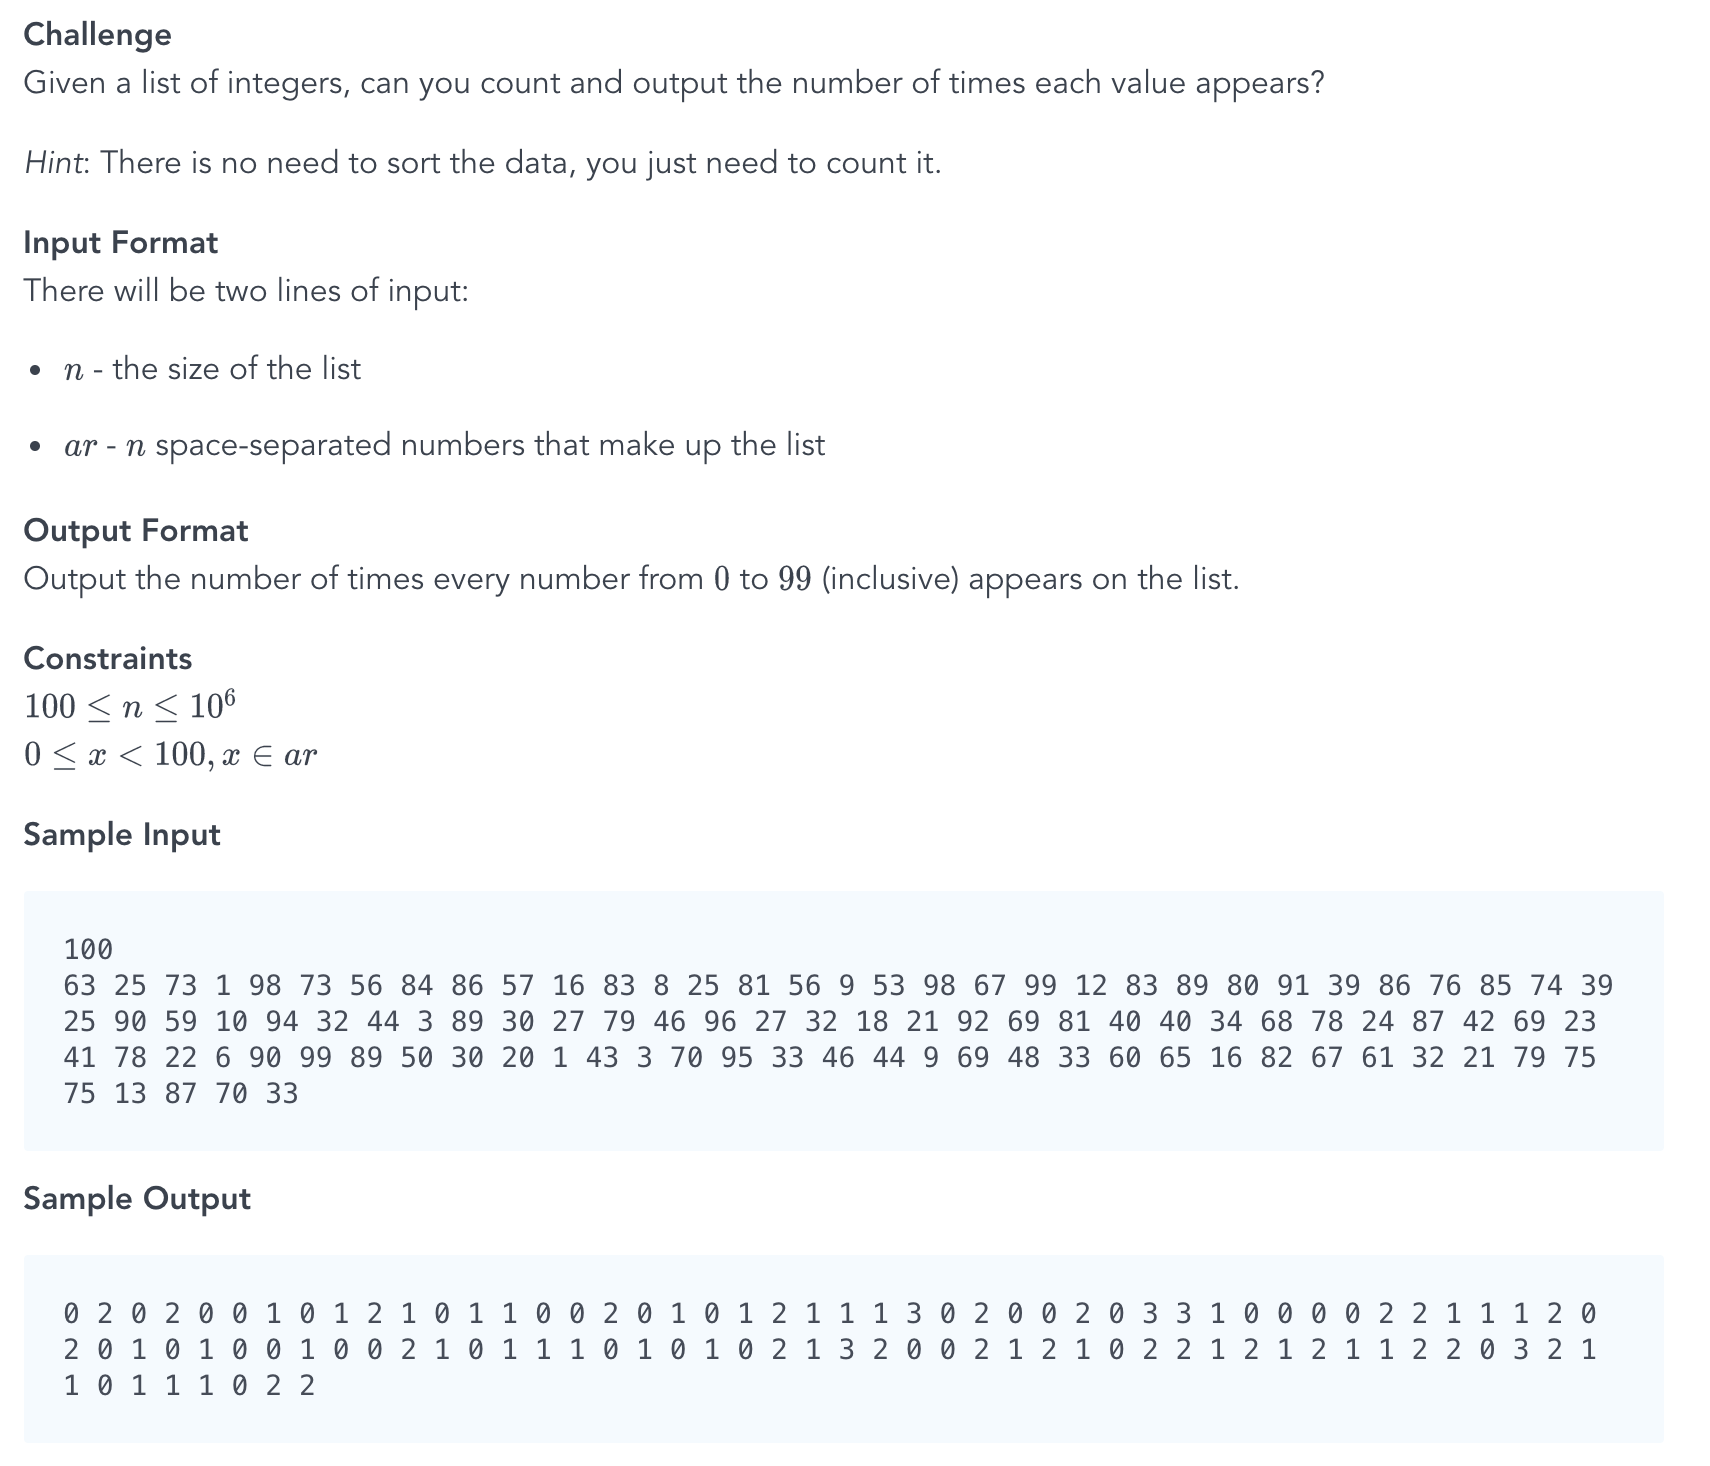 Challenge
Given a list of integers, can you count and output the number of times each value appears?
Hint: There is no need to sort the data, you just need to count it.
Input Format
There will be two lines of input:
• n - the size of the list
• ar - n space-separated numbers that make up the list
Output Format
Output the number of times every number from 0 to 99 (inclusive) appears on the list.
Constraints
100 ≤ n ≤ 10⁶
0 ≤ x < 100, x ∈ ar
Sample Input
100
63 25 73 1 98 73 56 84 86 57 16 83 8 25 81 56 9 53 98 67 99 12 83 89 80 91 39 86 76 85 74 39
25 90 59 10 94 32 44 3 89 30 27 79 46 96 27 32 18 21 92 69 81 40 40 34 68 78 24 87 42 69 23
41 78 22 6 90 99 89 50 30 20 1 43 3 70 95 33 46 44 9 69 48 33 60 65 16 82 67 61 32 21 79 75
75 13 87 70 33
Sample Output
0 2 0 2 0 0 1 0 1 2 1 0 1 1 0 0 2 0 1 0 1 2 1 1 1 3 0 2 0 0 2 0 3 3 1 0 0 0 0 2 2 1 1 1 2 0
2 0 1 0 1 0 0 1 0 0 2 1 0 1 1 1 0 1 0 1 0 2 1 3 2 0 0 2 1 2 1 0 2 2 1 2 1 2 1 1 2 2 0 3 2 1
1 0 1 1 1 0 2 2